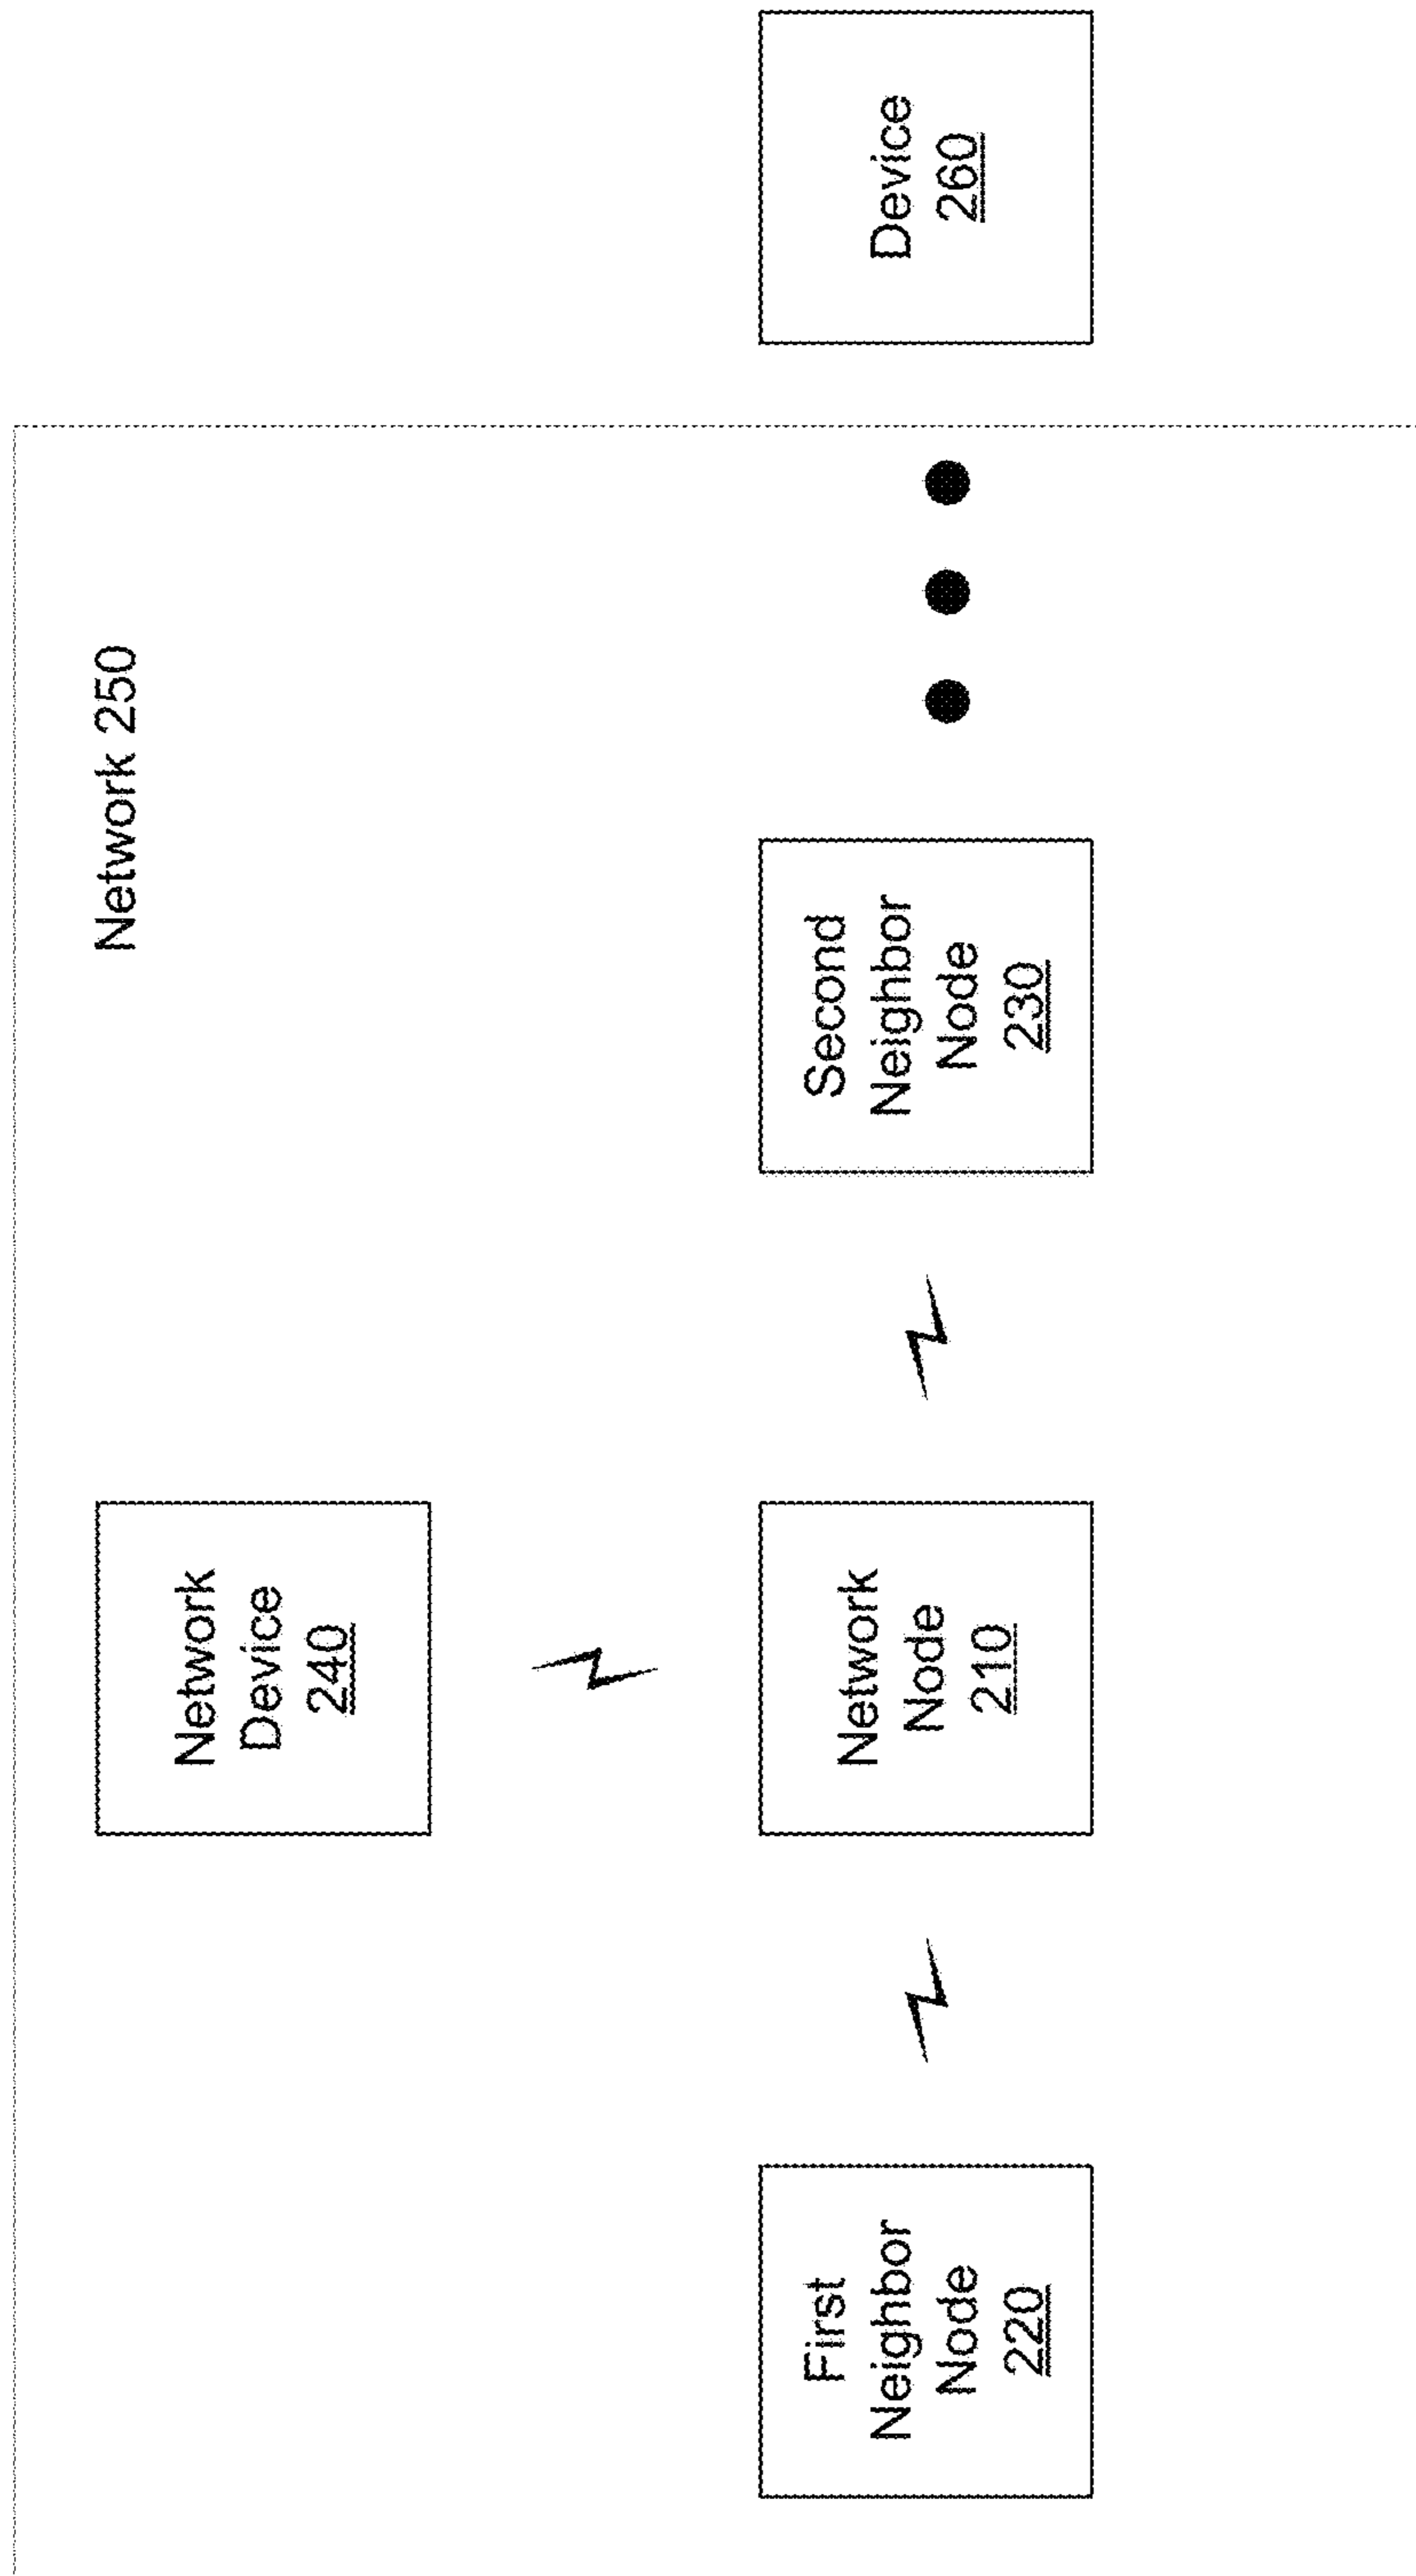 Network 250
Network
Device
240
First
Neighbor
Node
220
Network
Node
210
Second
Neighbor
Node
230
Device
260